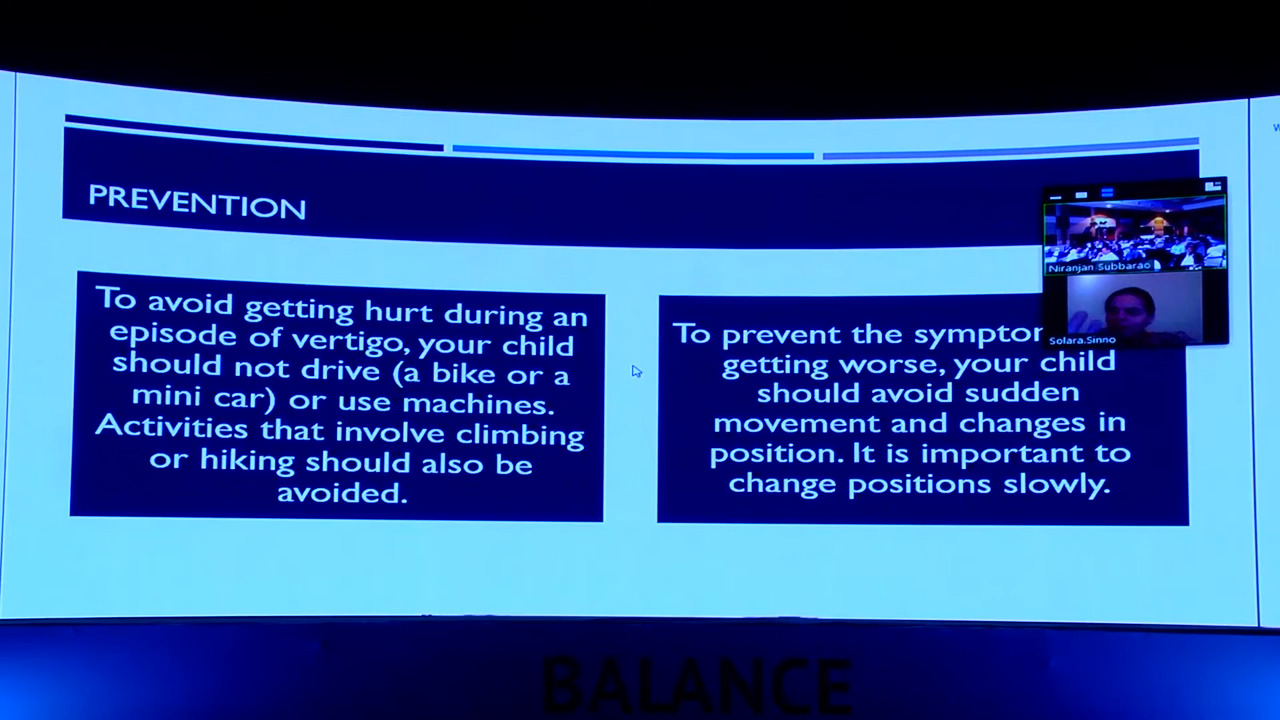 PREVENTION
To avoid getting hurt during an
episode of vertigo, your child
should not drive (a bike or a
mini car) or use machines.
Activities that involve climbing
or hiking should also be
avoided.
To prevent the
getting worse, your child
should avoid sudden
movement and changes in
position. It is important to
change positions slowly.
Niranjan Subbarao
Solara.Sinno
BALANCE